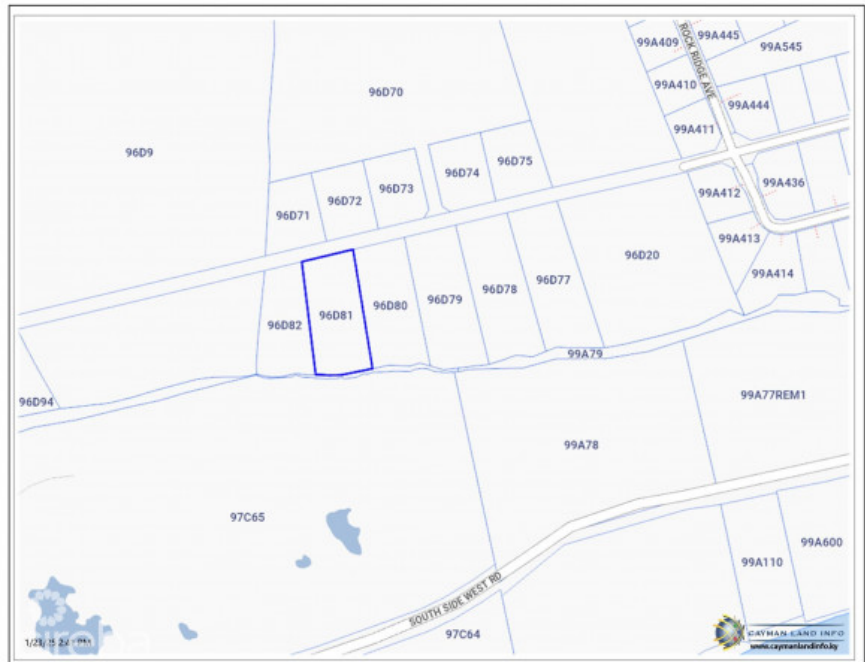 ROCK RIDGE AVE
99A409
99A445
99A545
99A410
99A444
99A411
96D70
96D9
96D75
96D74
96D73
96D72
96D71
99A412
99A436
99A413
99A414
96D20
96D77
96D78
96D79
96D80
96D81
96D82
99A79
96D94
99A77REM1
99A78
97C65
99A600
99A110
SOUTH SIDE WEST RD
97C64
CAYMAN LAND INFO
www.caymanlandinfo.ky